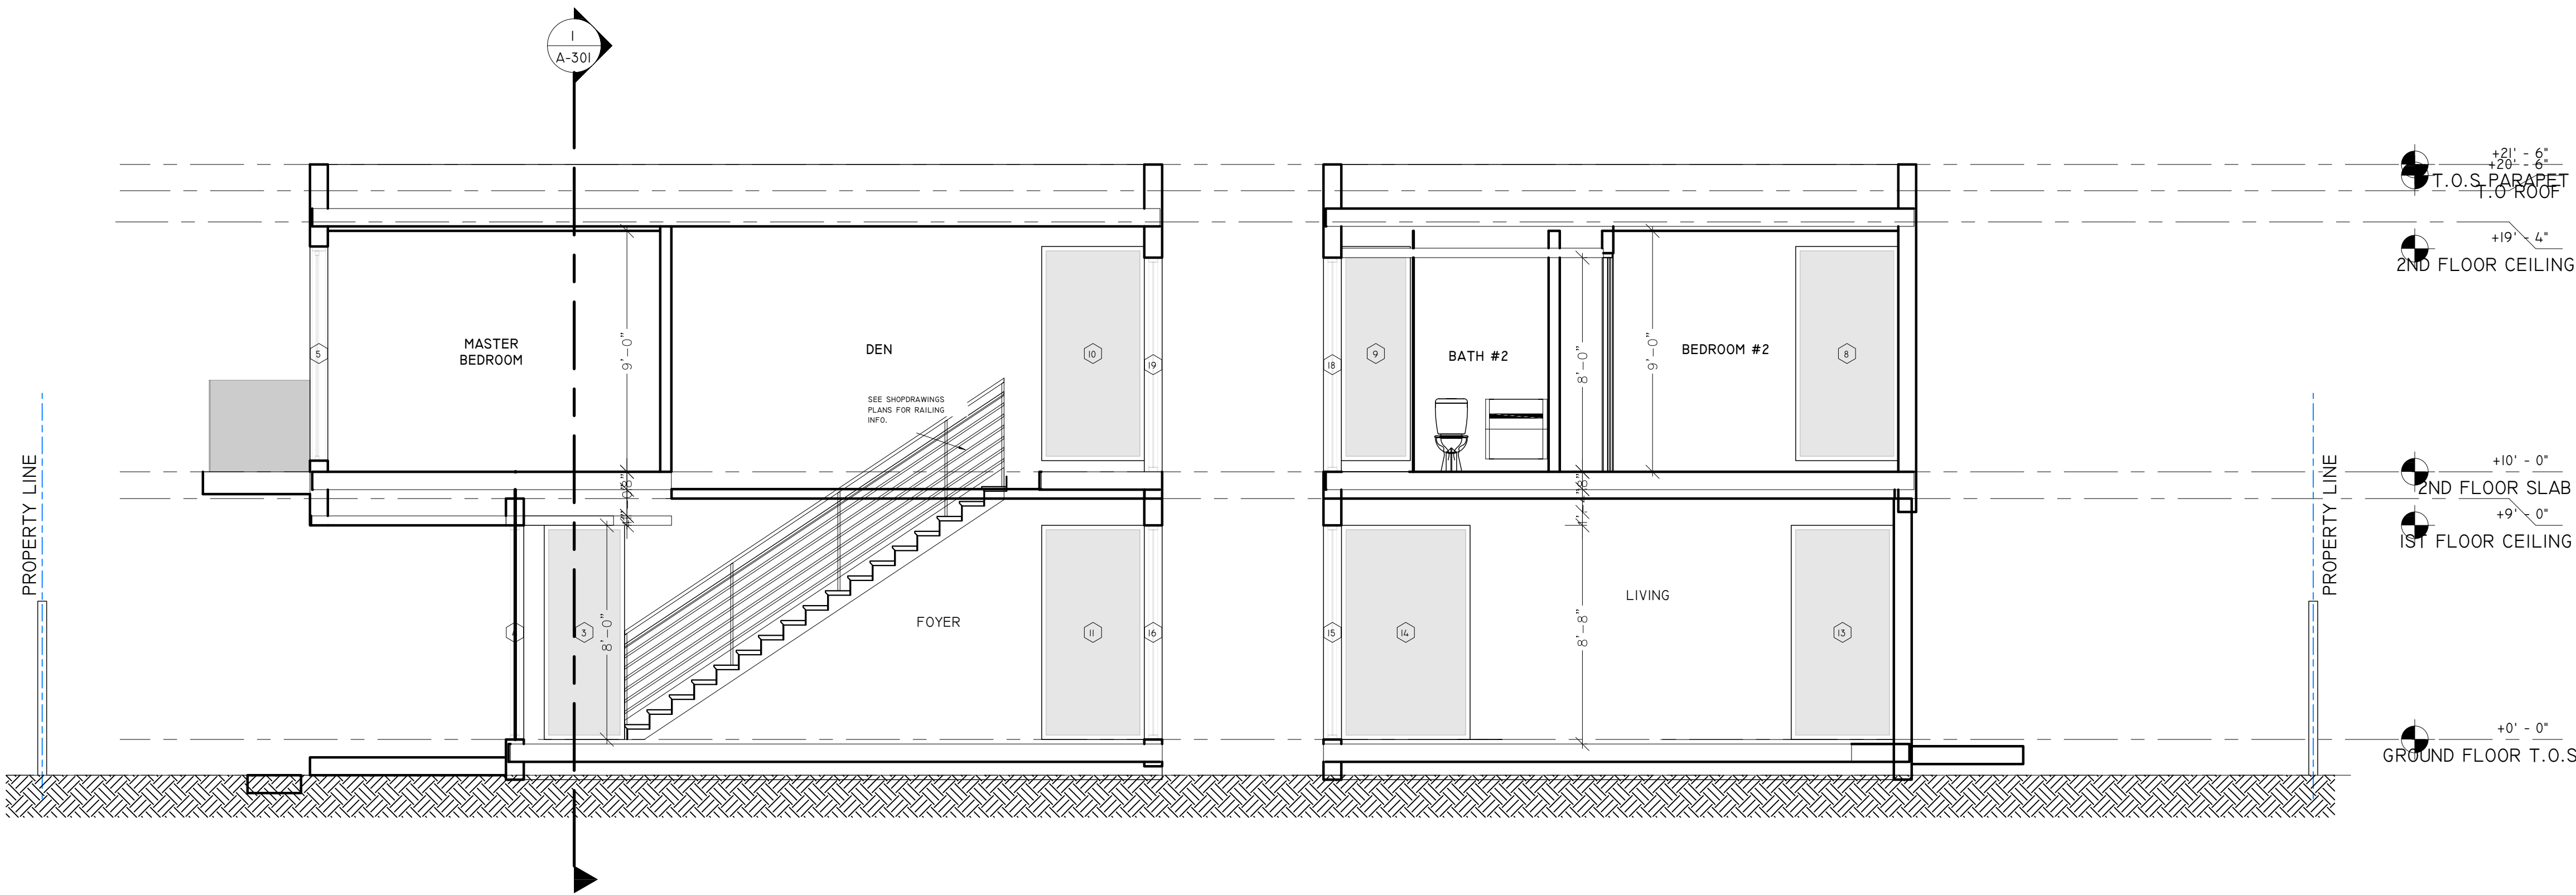 1
A-301
+21' - 6"
+20' - 6"
T.O.S PARAPET
T.O ROOF
+19' - 4"
2ND FLOOR CEILING
MASTER
BEDROOM
DEN
BATH #2
BEDROOM #2
5
10
19
18
9
8
9'-0"
8'-0"
9'-0"
SEE SHOPDRAWINGS
PLANS FOR RAILING
INFO.
PROPERTY LINE
PROPERTY LINE
+10' - 0"
2ND FLOOR SLAB
+9' - 0"
1ST FLOOR CEILING
FOYER
LIVING
3
8'-0"
11
16
15
14
8'-8"
13
+0' - 0"
GROUND FLOOR T.O.S